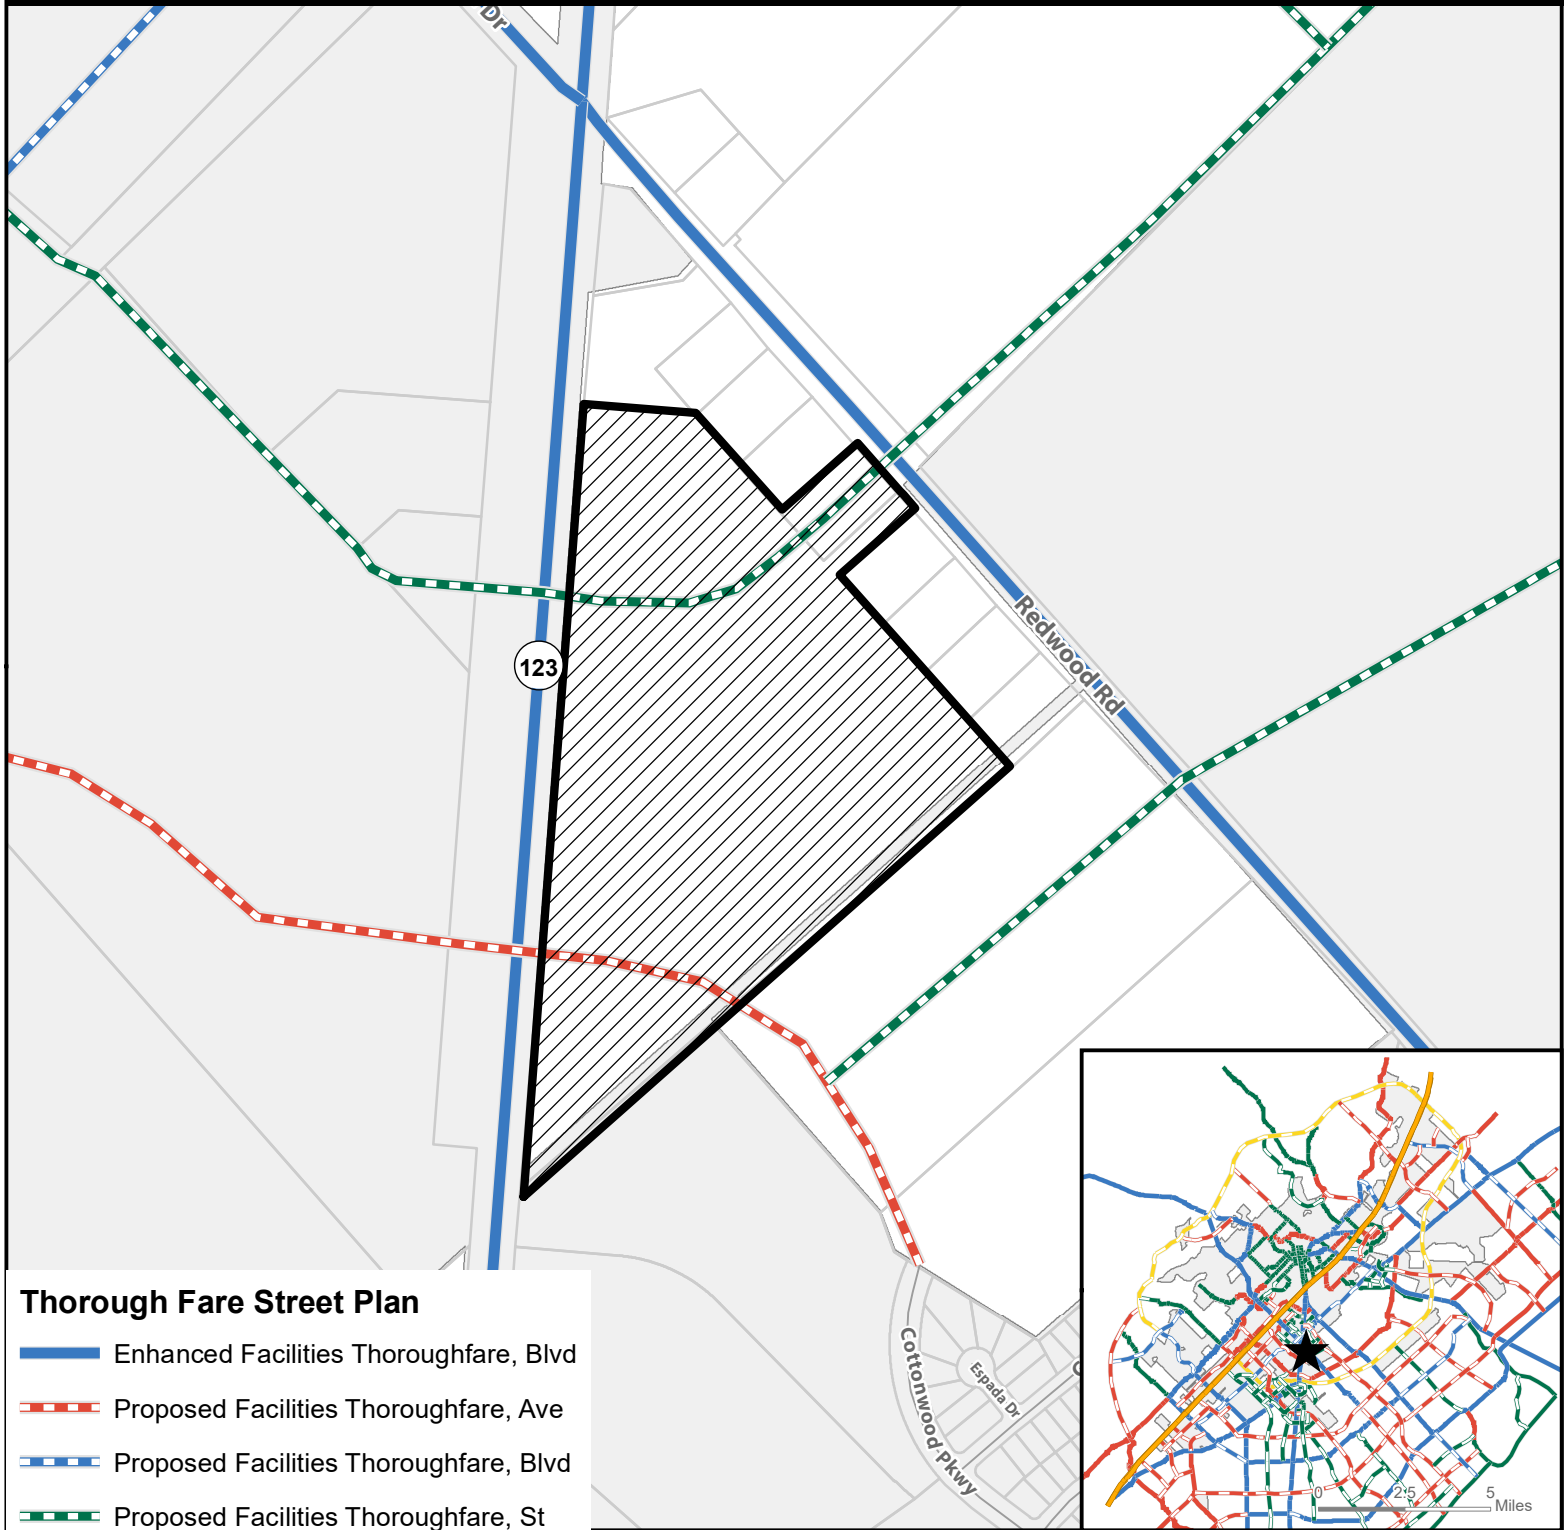 Dr
123
Redwood Rd
Cottonwood Pkwy
Espada Dr
Thorough Fare Street Plan
Enhanced Facilities Thoroughfare, Blvd
Proposed Facilities Thoroughfare, Ave
Proposed Facilities Thoroughfare, Blvd
Proposed Facilities Thoroughfare, St
0 2.5 5
Miles